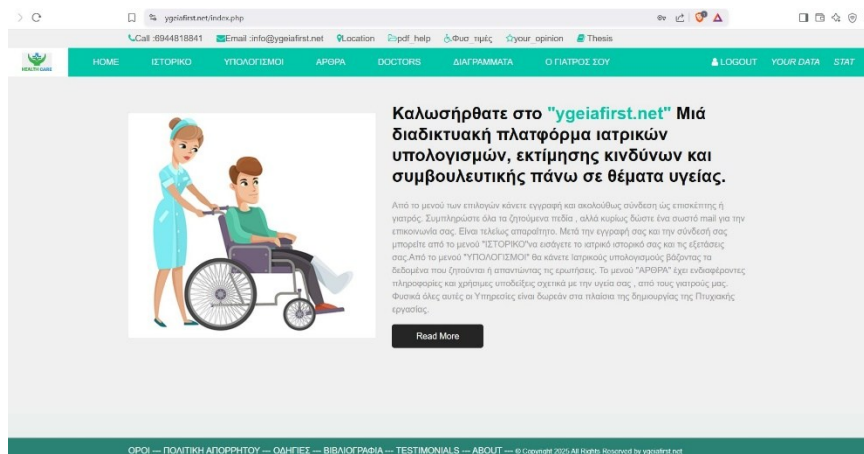 ygeiafirst.net/index.php
Call :6944818841 Email :info@ygeiafirst.net Location pdf_help Φυσ_τιμές your_opinion Thesis
HEALTH CARE HOME ΙΣΤΟΡΙΚΟ ΥΠΟΛΟΓΙΣΜΟΙ ΑΡΘΡΑ DOCTORS ΔΙΑΓΡΑΜΜΑΤΑ Ο ΓΙΑΤΡΟΣ ΣΟΥ LOGOUT YOUR DATA STAT
Καλωσήρθατε στο "ygeiafirst.net" Μιά
διαδικτυακή πλατφόρμα ιατρικών
υπολογισμών, εκτίμησης κινδύνων και
συμβουλευτικής πάνω σε θέματα υγείας.
Από το μενού των επιλογών κάνετε εγγραφή και ακολούθως σύνδεση ώς επισκέπτης ή
γιατρός. Συμπληρώστε όλα τα ζητούμενα πεδία , αλλά κυρίως δώστε ένα σωστό mail για την
επικοινωνία σας. Είναι τελείως απαραίτητο. Μετά την εγγραφή σας και την σύνδεσή σας
μπορείτε από το μενού "ΙΣΤΟΡΙΚΟ"να εισάγετε το ιατρικό ιστορικό σας και τις εξετάσεις
σας.Από το μενού "ΥΠΟΛΟΓΙΣΜΟΙ" θα κάνετε Ιατρικούς υπολογισμούς βάζοντας τα
δεδομένα που ζητούνται ή απαντώντας τις ερωτήσεις. Το μενού "ΑΡΘΡΑ" έχει ενδιαφέροντες
πληροφορίες και χρήσιμες υποδείξεις σχετικά με την υγεία σας , από τους γιατρούς μας.
Φυσικά όλες αυτές οι Υπηρεσίες είναι δωρεάν στα πλαίσια της δημιουργίας της Πτυχιακής
εργασίας.
Read More
ΟΡΟΙ --- ΠΟΛΙΤΙΚΗ ΑΠΟΡΡΗΤΟΥ --- ΟΔΗΓΙΕΣ --- ΒΙΒΛΙΟΓΡΑΦΙΑ --- TESTIMONIALS --- ABOUT --- © Copyright 2025 All Rights Reserved by ygeiafirst.net